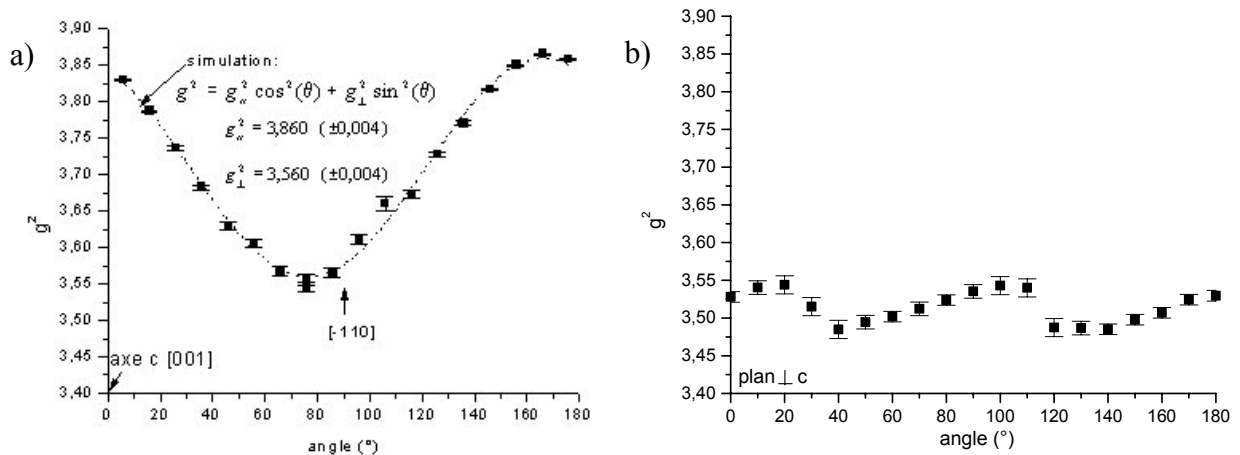 a)
3,90
3,85
3,80
3,75
3,70
3,65
3,60
3,55
3,50
3,45
3,40
g²
simulation:
g² = g²〃 cos²(θ) + g²⊥ sin²(θ)
g²〃 = 3,860 (±0,004)
g²⊥ = 3,560 (±0,004)
[-110]
axe c [001]
0 20 40 60 80 100 120 140 160 180
angle (°)
b)
3,90
3,85
3,80
3,75
3,70
3,65
3,60
3,55
3,50
3,45
3,40
g²
plan ⊥ c
0 20 40 60 80 100 120 140 160 180
angle (°)